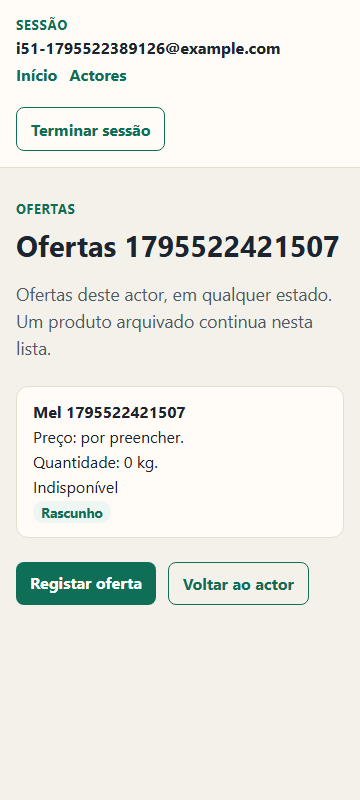 SESSÃO
i51-1795522389126@example.com
Início Actores
Terminar sessão
OFERTAS
Ofertas 1795522421507
Ofertas deste actor, em qualquer estado.
Um produto arquivado continua nesta
lista.
Mel 1795522421507
Preço: por preencher.
Quantidade: 0 kg.
Indisponível
Rascunho
Registar oferta Voltar ao actor